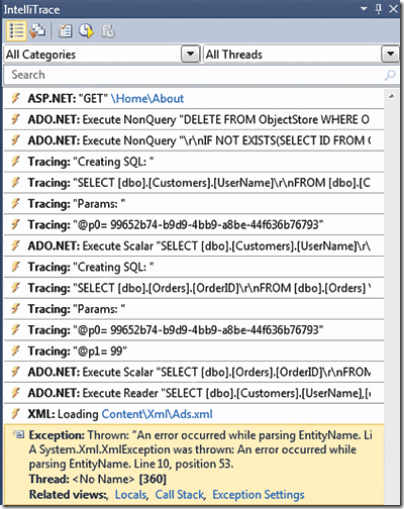 IntelliTrace
All Categories
All Threads
Search
ASP.NET: "GET" \Home\About
ADO.NET: Execute NonQuery "DELETE FROM ObjectStore WHERE O
ADO.NET: Execute NonQuery "\r\nIF NOT EXISTS(SELECT ID FROM
Tracing: "Creating SQL: "
Tracing: "SELECT [dbo].[Customers].[UserName]\r\nFROM [dbo].[C
Tracing: "Params: "
Tracing: "@p0= 99652b74-b9d9-4bb9-a8be-44f636b76793"
ADO.NET: Execute Scalar "SELECT [dbo].[Customers].[UserName]\r\
Tracing: "Creating SQL: "
Tracing: "SELECT [dbo].[Orders].[OrderID]\r\nFROM [dbo].[Orders]
Tracing: "Params: "
Tracing: "@p0= 99652b74-b9d9-4bb9-a8be-44f636b76793"
Tracing: "@p1= 99"
ADO.NET: Execute Scalar "SELECT [dbo].[Orders].[OrderID]\r\nFROM
ADO.NET: Execute Reader "SELECT [dbo].[Customers].[UserName],[c
XML: Loading Content\Xml\Ads.xml
Exception: Thrown: "An error occurred while parsing EntityName. Li
A System.Xml.XmlException was thrown: An error occurred while
parsing EntityName. Line 10, position 53.
Thread: <No Name> [360]
Related views: Locals, Call Stack, Exception Settings